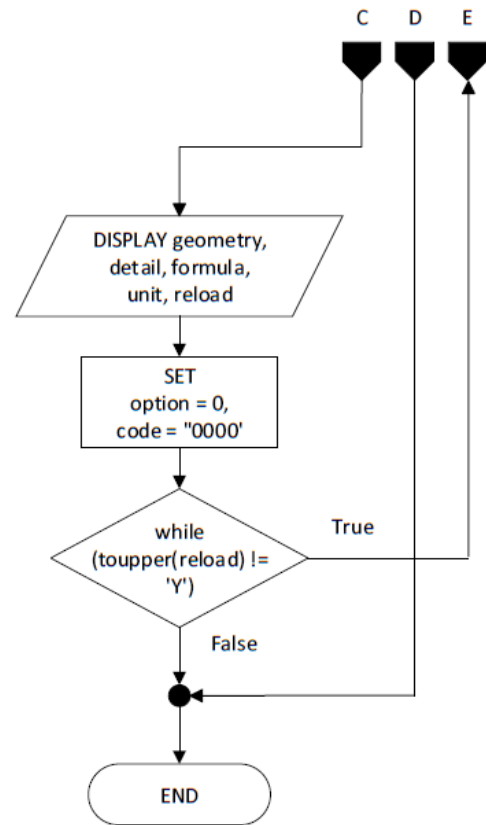 C D E
DISPLAY geometry,
detail, formula,
unit, reload
SET
option = 0,
code = "0000'
while
(toupper(reload) !=
'Y')
True
False
END